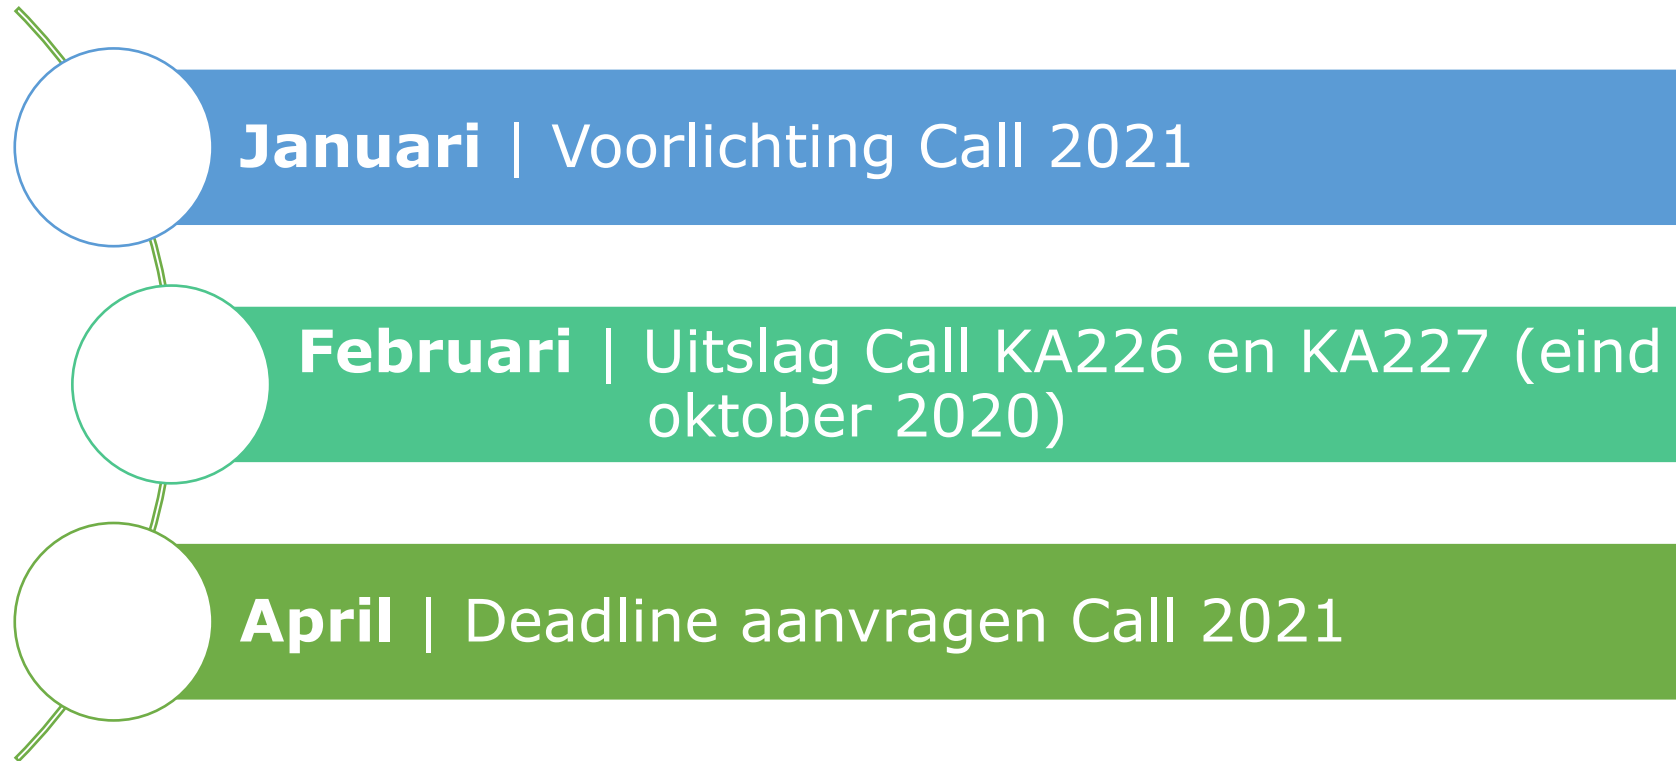 Januari | Voorlichting Call 2021
Februari | Uitslag Call KA226 en KA227 (eind
oktober 2020)
April | Deadline aanvragen Call 2021